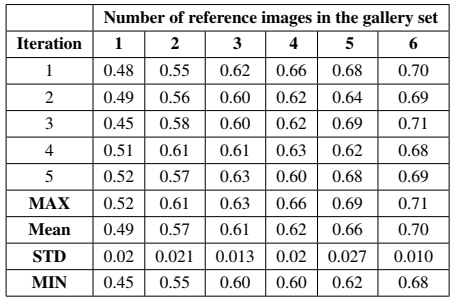 Number of reference images in the gallery set
Iteration 1 2 3 4 5 6
1 0.48 0.55 0.62 0.66 0.68 0.70
2 0.49 0.56 0.60 0.62 0.64 0.69
3 0.45 0.58 0.60 0.62 0.69 0.71
4 0.51 0.61 0.61 0.63 0.62 0.68
5 0.52 0.57 0.63 0.60 0.68 0.69
MAX 0.52 0.61 0.63 0.66 0.69 0.71
Mean 0.49 0.57 0.61 0.62 0.66 0.70
STD 0.02 0.021 0.013 0.02 0.027 0.010
MIN 0.45 0.55 0.60 0.60 0.62 0.68